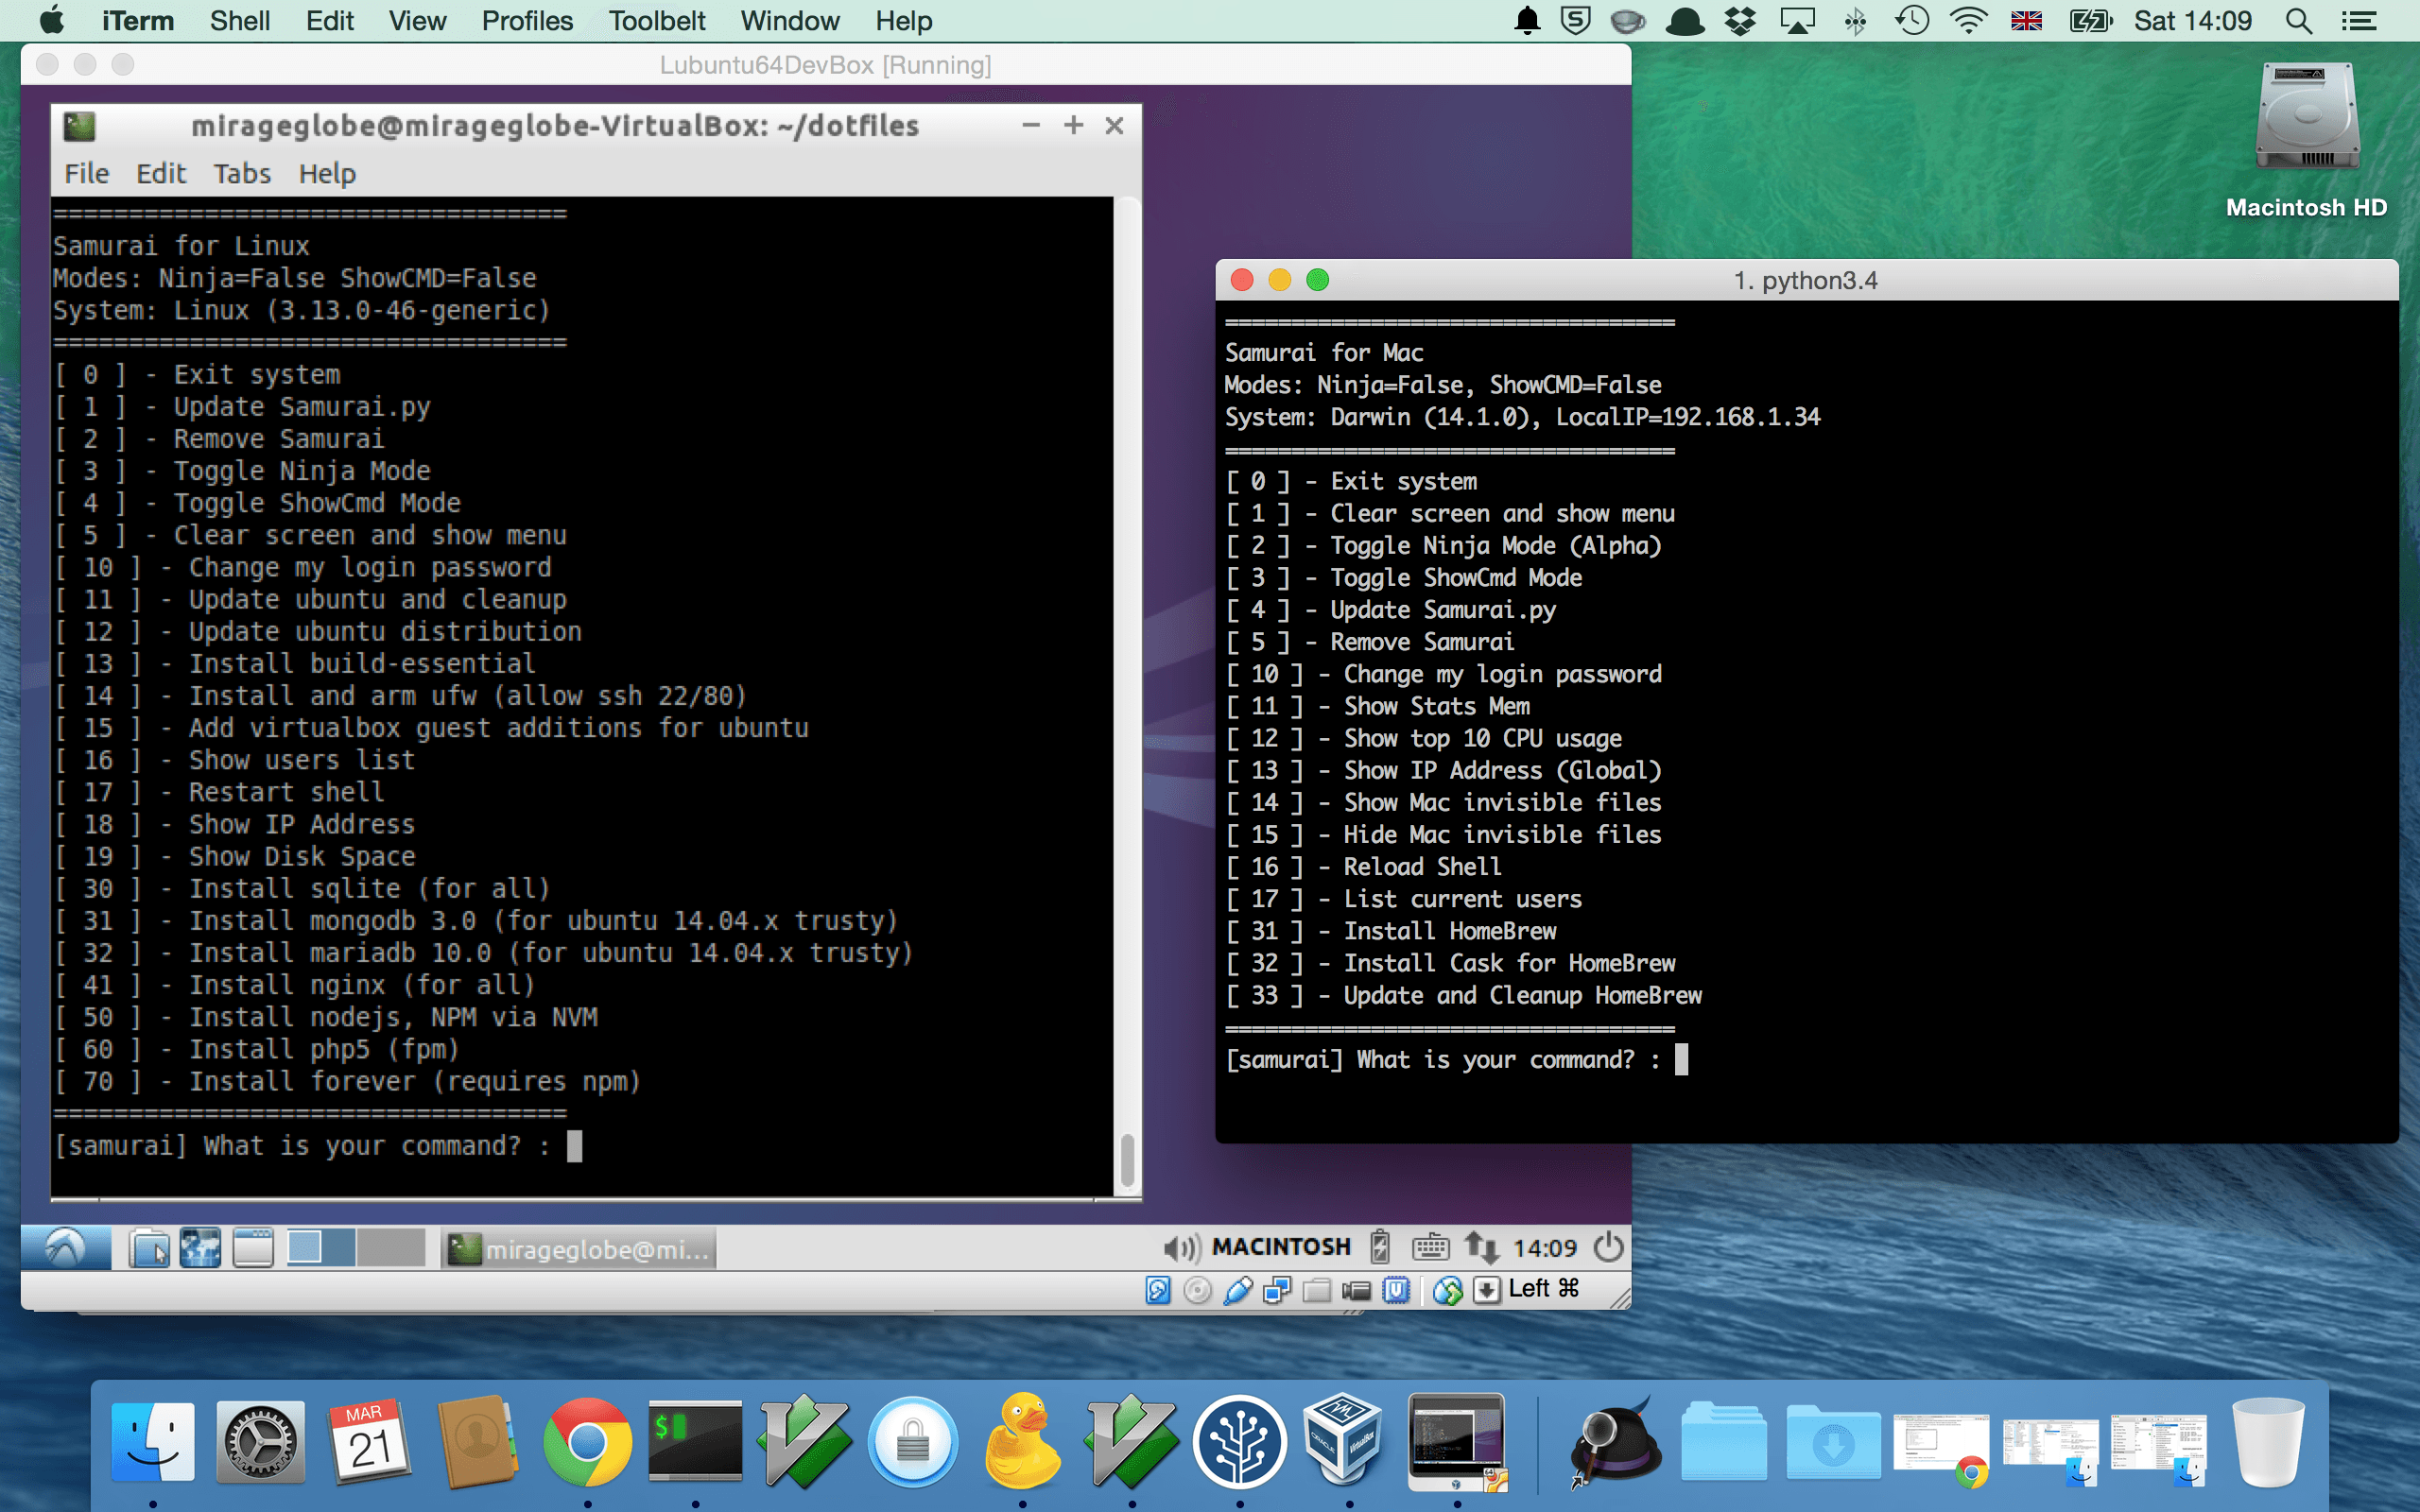 iTerm Shell Edit View Profiles Toolbelt Window Help
Sat 14:09
Lubuntu64DevBox [Running]
Macintosh HD
mirageglobe@mirageglobe-VirtualBox: ~/dotfiles
File Edit Tabs Help
==================================
Samurai for Linux
Modes: Ninja=False ShowCMD=False
System: Linux (3.13.0-46-generic)
==================================
[ 0 ] - Exit system
[ 1 ] - Update Samurai.py
[ 2 ] - Remove Samurai
[ 3 ] - Toggle Ninja Mode
[ 4 ] - Toggle ShowCmd Mode
[ 5 ] - Clear screen and show menu
[ 10 ] - Change my login password
[ 11 ] - Update ubuntu and cleanup
[ 12 ] - Update ubuntu distribution
[ 13 ] - Install build-essential
[ 14 ] - Install and arm ufw (allow ssh 22/80)
[ 15 ] - Add virtualbox guest additions for ubuntu
[ 16 ] - Show users list
[ 17 ] - Restart shell
[ 18 ] - Show IP Address
[ 19 ] - Show Disk Space
[ 30 ] - Install sqlite (for all)
[ 31 ] - Install mongodb 3.0 (for ubuntu 14.04.x trusty)
[ 32 ] - Install mariadb 10.0 (for ubuntu 14.04.x trusty)
[ 41 ] - Install nginx (for all)
[ 50 ] - Install nodejs, NPM via NVM
[ 60 ] - Install php5 (fpm)
[ 70 ] - Install forever (requires npm)
==================================
[samurai] What is your command? :
mirageglobe@mi...
MACINTOSH
14:09
Left ⌘
1. python3.4
==================================
Samurai for Mac
Modes: Ninja=False, ShowCMD=False
System: Darwin (14.1.0), LocalIP=192.168.1.34
==================================
[ 0 ] - Exit system
[ 1 ] - Clear screen and show menu
[ 2 ] - Toggle Ninja Mode (Alpha)
[ 3 ] - Toggle ShowCmd Mode
[ 4 ] - Update Samurai.py
[ 5 ] - Remove Samurai
[ 10 ] - Change my login password
[ 11 ] - Show Stats Mem
[ 12 ] - Show top 10 CPU usage
[ 13 ] - Show IP Address (Global)
[ 14 ] - Show Mac invisible files
[ 15 ] - Hide Mac invisible files
[ 16 ] - Reload Shell
[ 17 ] - List current users
[ 31 ] - Install HomeBrew
[ 32 ] - Install Cask for HomeBrew
[ 33 ] - Update and Cleanup HomeBrew
==================================
[samurai] What is your command? :
MAR
21
$
ORACLE
VirtualBox